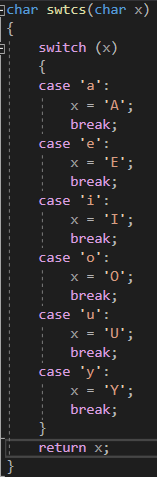 char swtcs(char x)
{
    switch (x)
    {
    case 'a':
        x = 'A';
        break;
    case 'e':
        x = 'E';
        break;
    case 'i':
        x = 'I';
        break;
    case 'o':
        x = 'O';
        break;
    case 'u':
        x = 'U';
        break;
    case 'y':
        x = 'Y';
        break;
    }
    return x;
}